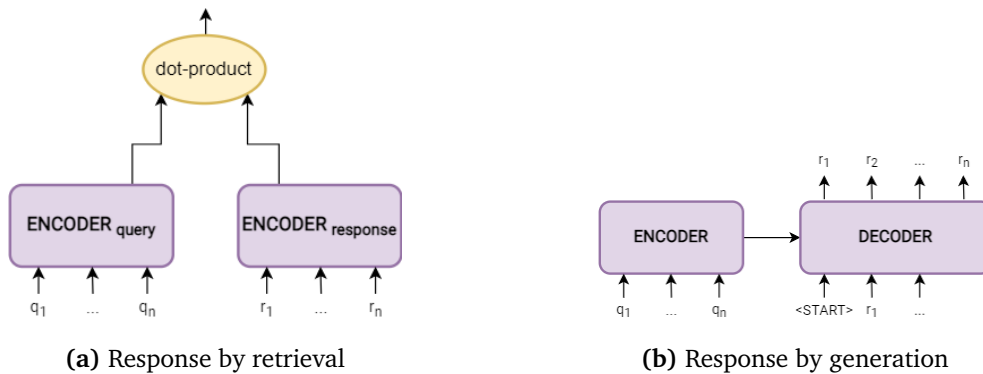 dot-product
ENCODER query
ENCODER response
q1 ... qn
r1 ... rn
(a) Response by retrieval
r1 r2 ... rn
ENCODER
DECODER
q1 ... qn
<START> r1 ...
(b) Response by generation